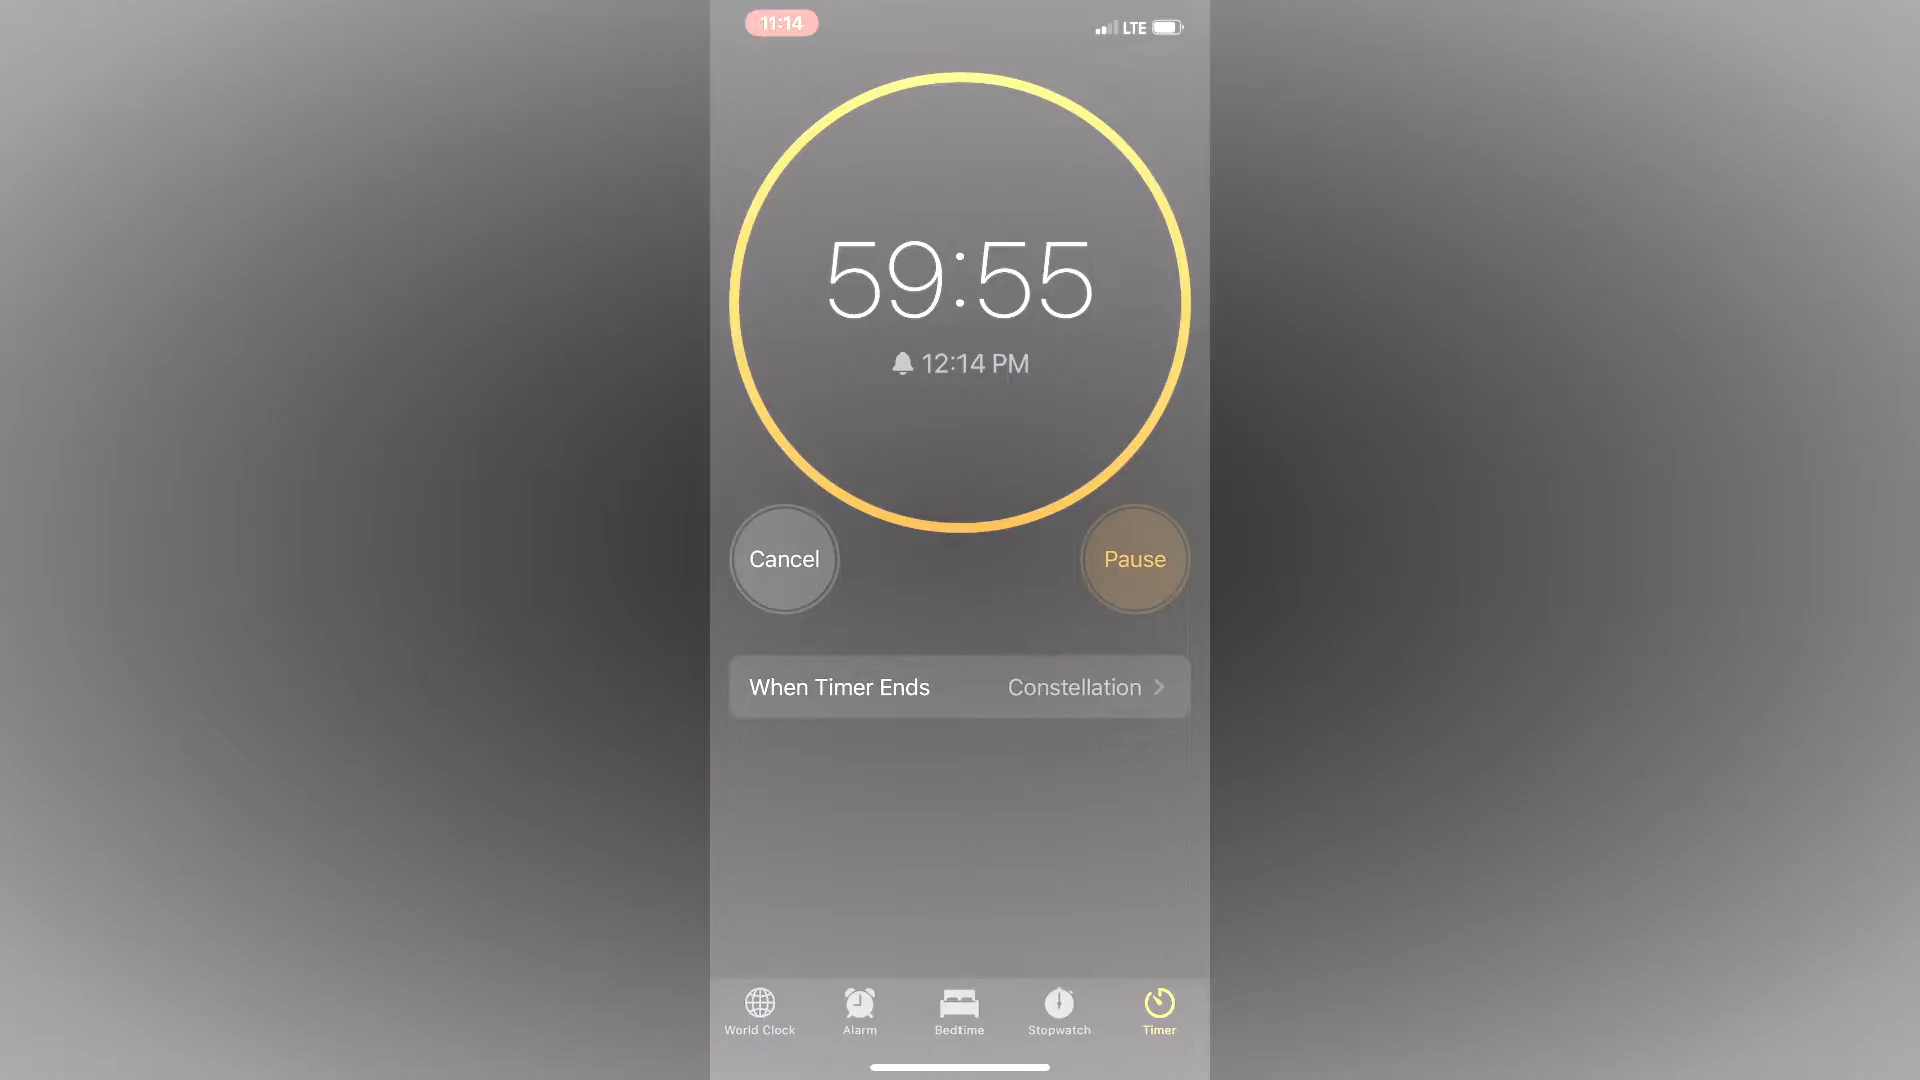 11:14
LTE
59:55
12:14 PM
Cancel
Pause
When Timer Ends
Constellation
World Clock
Alarm
Bedtime
Stopwatch
Timer